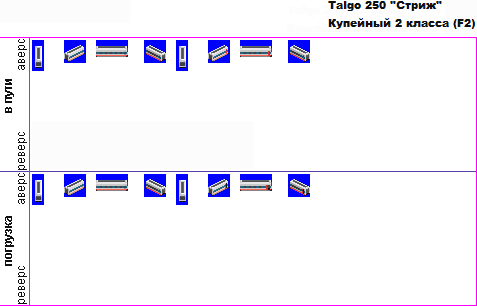 Talgo 250 "Стриж"
Купейный 2 класса (F2)
в пути
аверс
реверс
погрузка
аверс
реверс